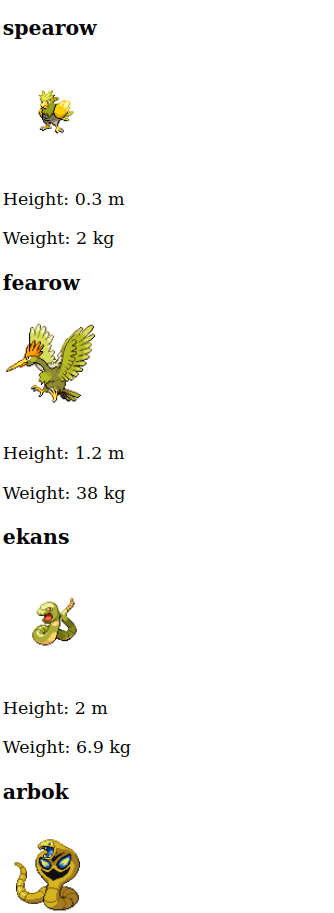 spearow
Height: 0.3 m
Weight: 2 kg
fearow
Height: 1.2 m
Weight: 38 kg
ekans
Height: 2 m
Weight: 6.9 kg
arbok